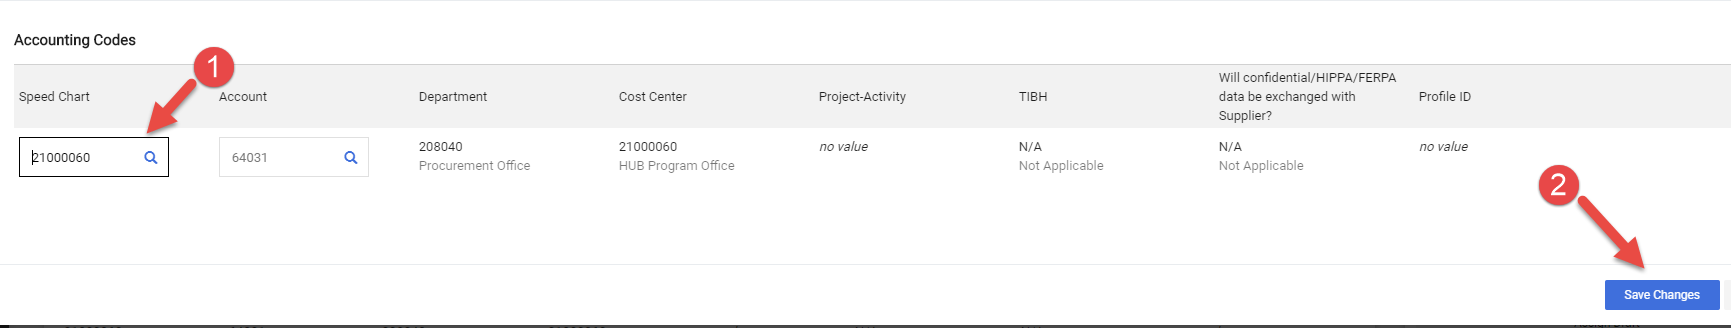 Accounting Codes
1
Speed Chart
Account
Department
Cost Center
Project-Activity
TIBH
Will confidential/HIPPA/FERPA
data be exchanged with
Supplier?
Profile ID
21000060
64031
208040
Procurement Office
21000060
HUB Program Office
no value
N/A
Not Applicable
N/A
Not Applicable
no value
2
Save Changes